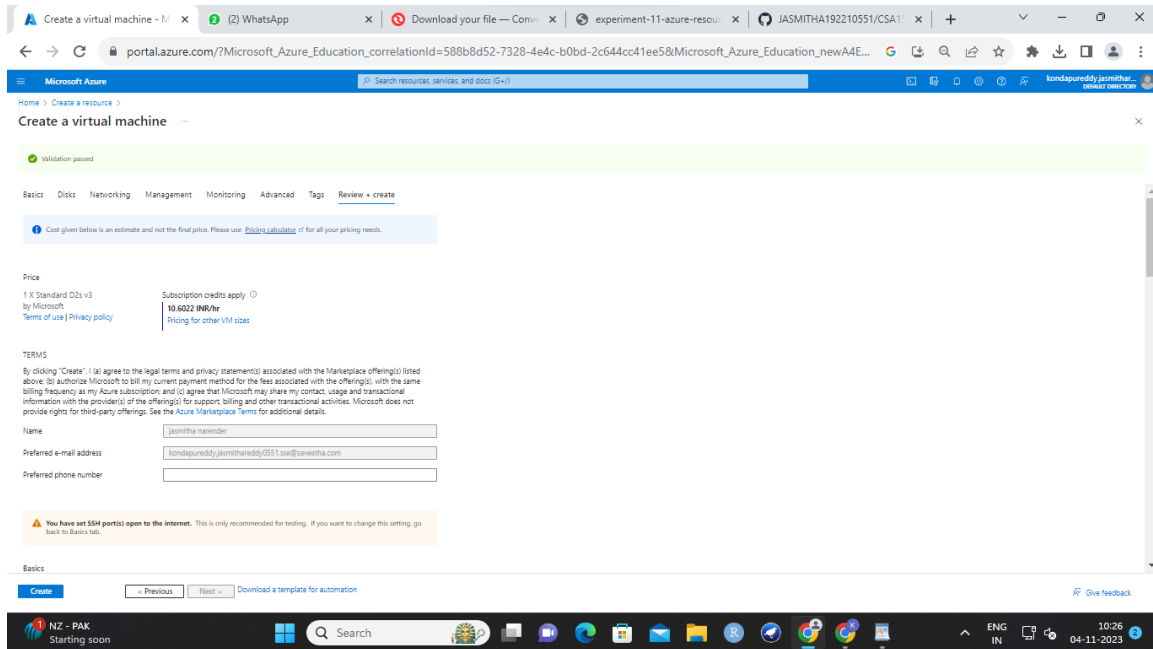 Create a virtual machine - M
(2) WhatsApp
Download your file — Conve
experiment-11-azure-resou
JASMITHA192210551/CSA15
portal.azure.com/?Microsoft_Azure_Education_correlationId=588b8d52-7328-4e4c-b0bd-2c644cc41ee5&Microsoft_Azure_Education_newA4E...
Microsoft Azure
Search resources, services, and docs (G+/)
kondapureddy.jasmithar...
DEFAULT DIRECTORY
Home > Create a resource >
Create a virtual machine ...
Validation passed
Basics Disks Networking Management Monitoring Advanced Tags Review + create
Cost given below is an estimate and not the final price. Please use Pricing calculator for all your pricing needs.
Price
1 X Standard D2s v3
by Microsoft
Terms of use | Privacy policy
Subscription credits apply
10.6022 INR/hr
Pricing for other VM sizes
TERMS
By clicking "Create", I (a) agree to the legal terms and privacy statement(s) associated with the Marketplace offering(s) listed
above; (b) authorize Microsoft to bill my current payment method for the fees associated with the offering(s), with the same
billing frequency as my Azure subscription; and (c) agree that Microsoft may share my contact, usage and transactional
information with the provider(s) of the offering(s) for support, billing and other transactional activities. Microsoft does not
provide rights for third-party offerings. See the Azure Marketplace Terms for additional details.
Name jasmitha narender
Preferred e-mail address kondapureddy.jasmithareddy0551.sse@saveetha.com
Preferred phone number
You have set SSH port(s) open to the internet. This is only recommended for testing. If you want to change this setting, go
back to Basics tab.
Basics
Create < Previous Next > Download a template for automation Give feedback
1 NZ - PAK
Starting soon
Search
ENG
IN
10:26
04-11-2023
2